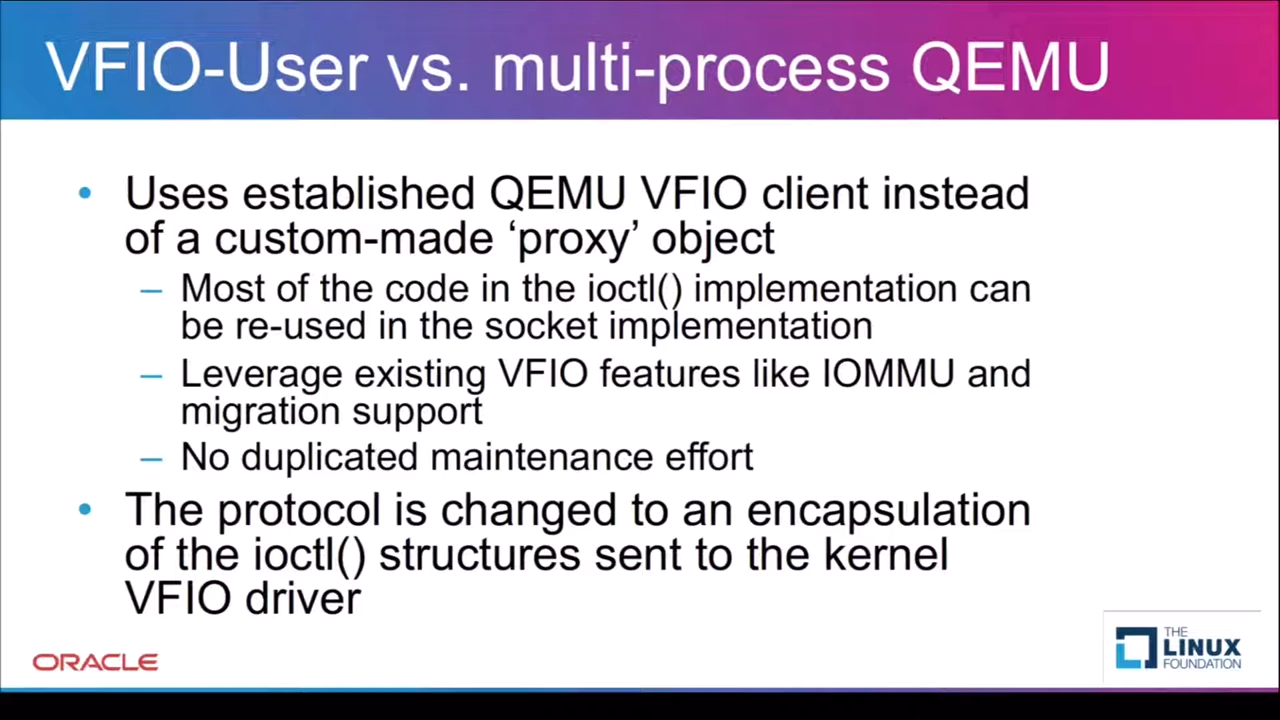 VFIO-User vs. multi-process QEMU
• Uses established QEMU VFIO client instead
of a custom-made ‘proxy’ object
– Most of the code in the ioctl() implementation can
be re-used in the socket implementation
– Leverage existing VFIO features like IOMMU and
migration support
– No duplicated maintenance effort
• The protocol is changed to an encapsulation
of the ioctl() structures sent to the kernel
VFIO driver
ORACLE
THE
LINUX
FOUNDATION